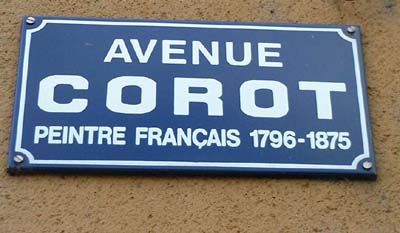 AVENUE
COROT
PEINTRE FRANÇAIS 1796-1875